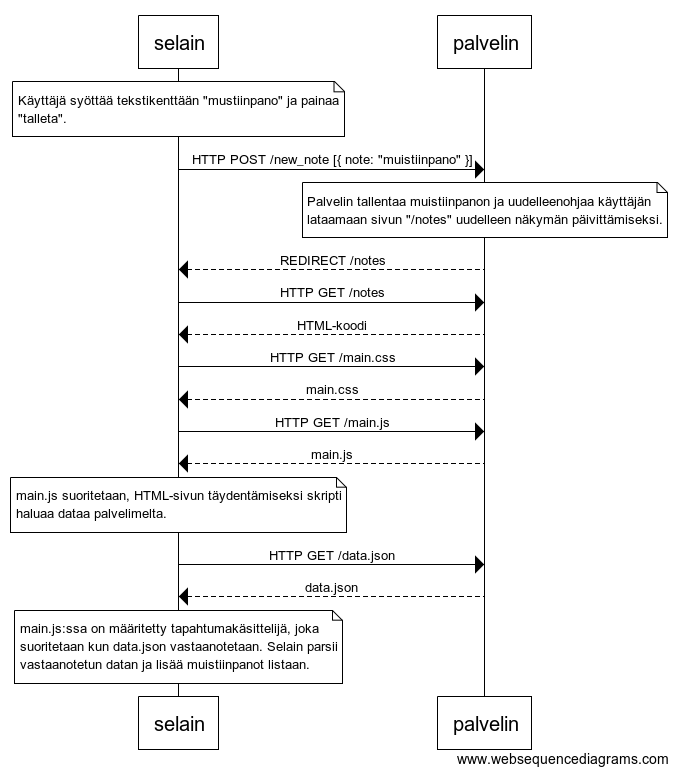 selain
palvelin
Käyttäjä syöttää tekstikenttään "mustiinpano" ja painaa
"talleta".
HTTP POST /new_note [{ note: "muistiinpano" }]
Palvelin tallentaa muistiinpanon ja uudelleenohjaa käyttäjän
lataamaan sivun "/notes" uudelleen näkymän päivittämiseksi.
REDIRECT /notes
HTTP GET /notes
HTML-koodi
HTTP GET /main.css
main.css
HTTP GET /main.js
main.js
main.js suoritetaan, HTML-sivun täydentämiseksi skripti
haluaa dataa palvelimelta.
HTTP GET /data.json
data.json
main.js:ssa on määritetty tapahtumakäsittelijä, joka
suoritetaan kun data.json vastaanotetaan. Selain parsii
vastaanotetun datan ja lisää muistiinpanot listaan.
selain
palvelin
www.websequencediagrams.com